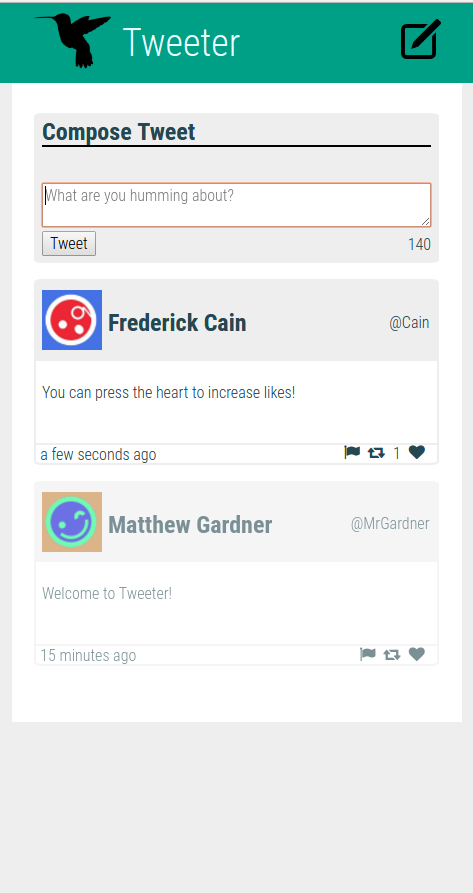 Tweeter
Compose Tweet
What are you humming about?
Tweet 140
Frederick Cain @Cain
You can press the heart to increase likes!
a few seconds ago 1
Matthew Gardner @MrGardner
Welcome to Tweeter!
15 minutes ago